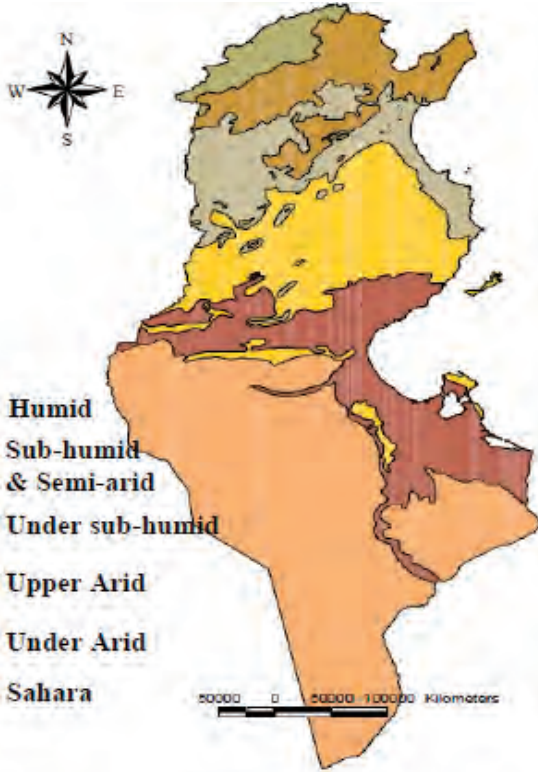 N
W E
S
Humid
Sub-humid
& Semi-arid
Under sub-humid
Upper Arid
Under Arid
Sahara
50000 0 50000 100000 Kilometers